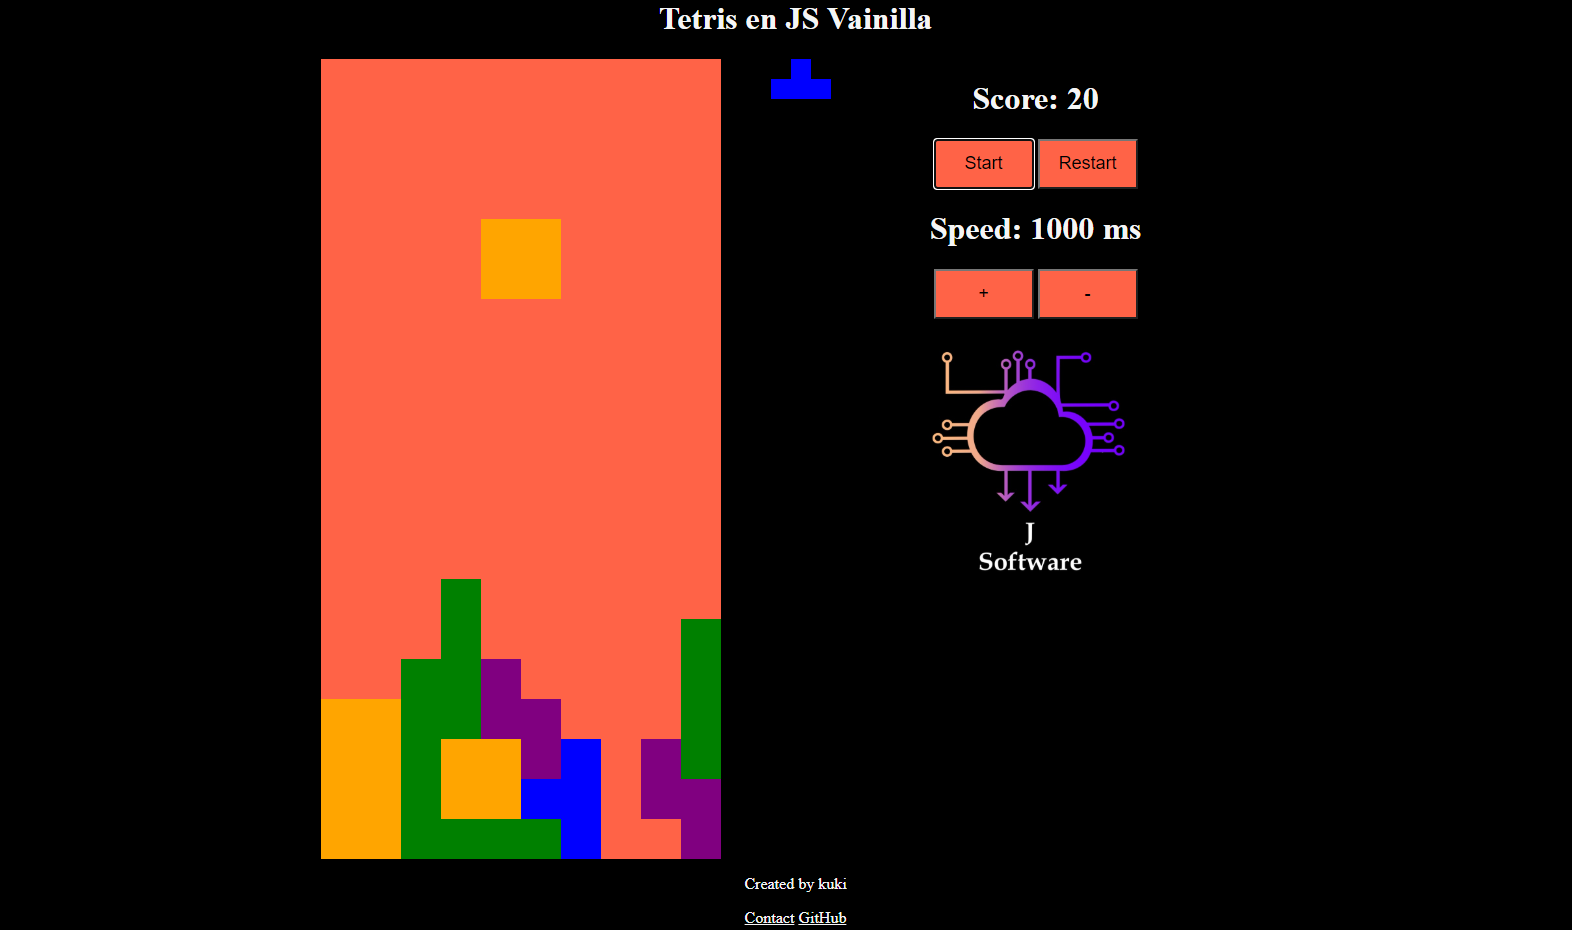 Tetris en JS Vainilla
Score: 20
Start Restart
Speed: 1000 ms
+ -
J
Software
Created by kuki
Contact GitHub